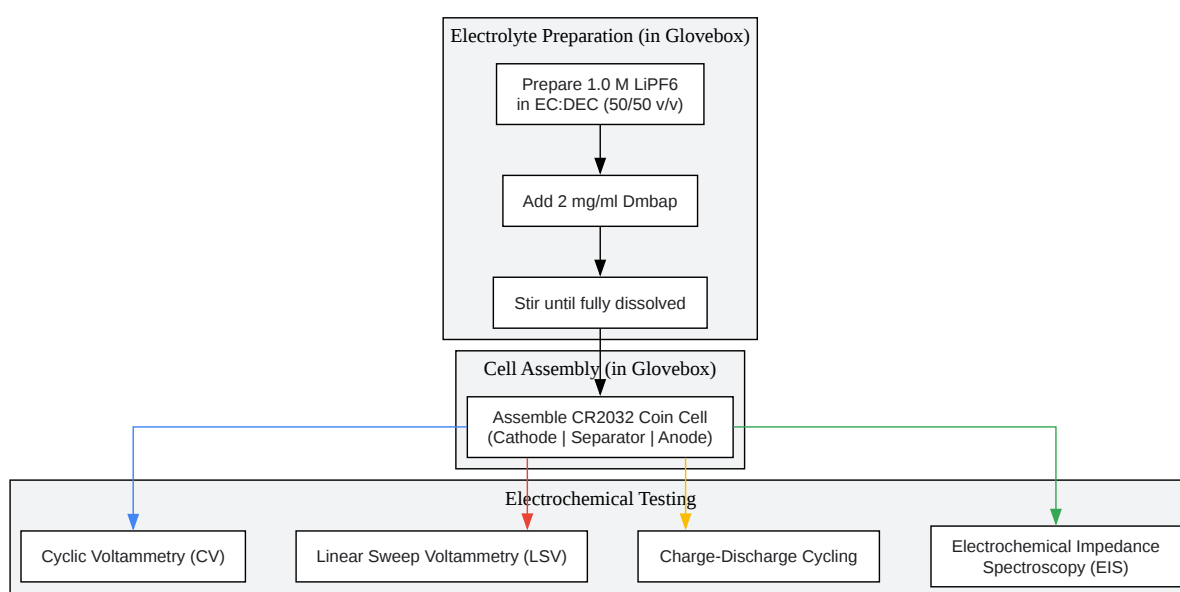 Electrolyte Preparation (in Glovebox)
Prepare 1.0 M LiPF6
in EC:DEC (50/50 v/v)
Add 2 mg/ml Dmbap
Stir until fully dissolved
Cell Assembly (in Glovebox)
Assemble CR2032 Coin Cell
(Cathode | Separator | Anode)
Electrochemical Testing
Cyclic Voltammetry (CV)
Linear Sweep Voltammetry (LSV)
Charge-Discharge Cycling
Electrochemical Impedance
Spectroscopy (EIS)